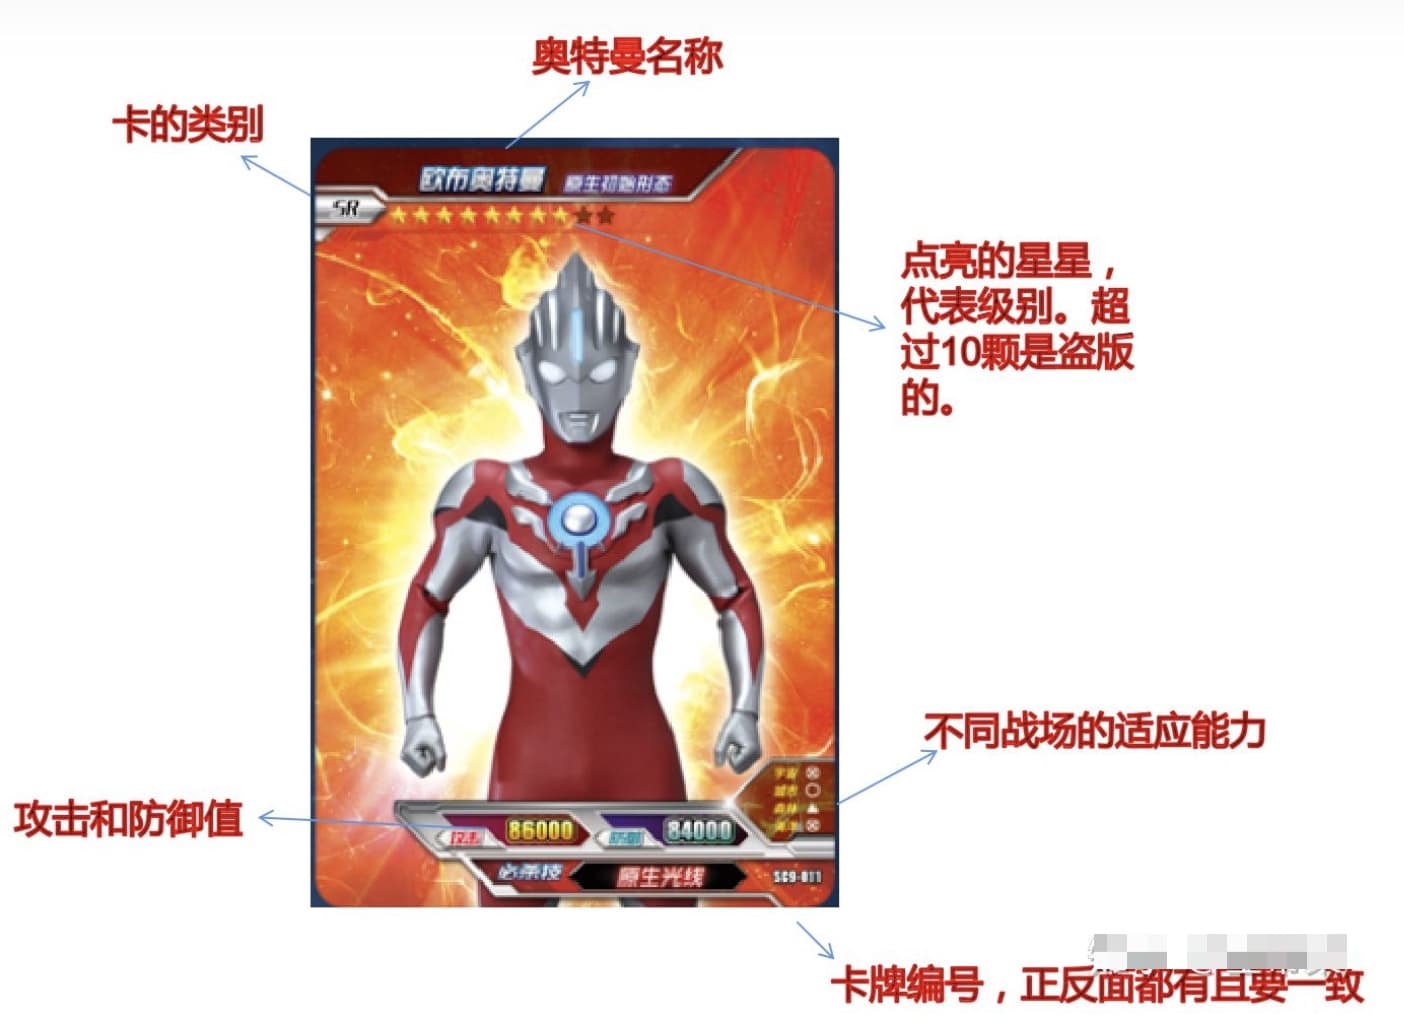 奥特曼名称
卡的类别
欧布奥特曼 原生初始形态
SR
点亮的星星，
代表级别。超
过10颗是盗版
的。
不同战场的适应能力
宇宙
城市
森林
攻击和防御值
攻击 86000 防御 84000
必杀技 原生光线 SC9-011
卡牌编号，正反面都有且要一致